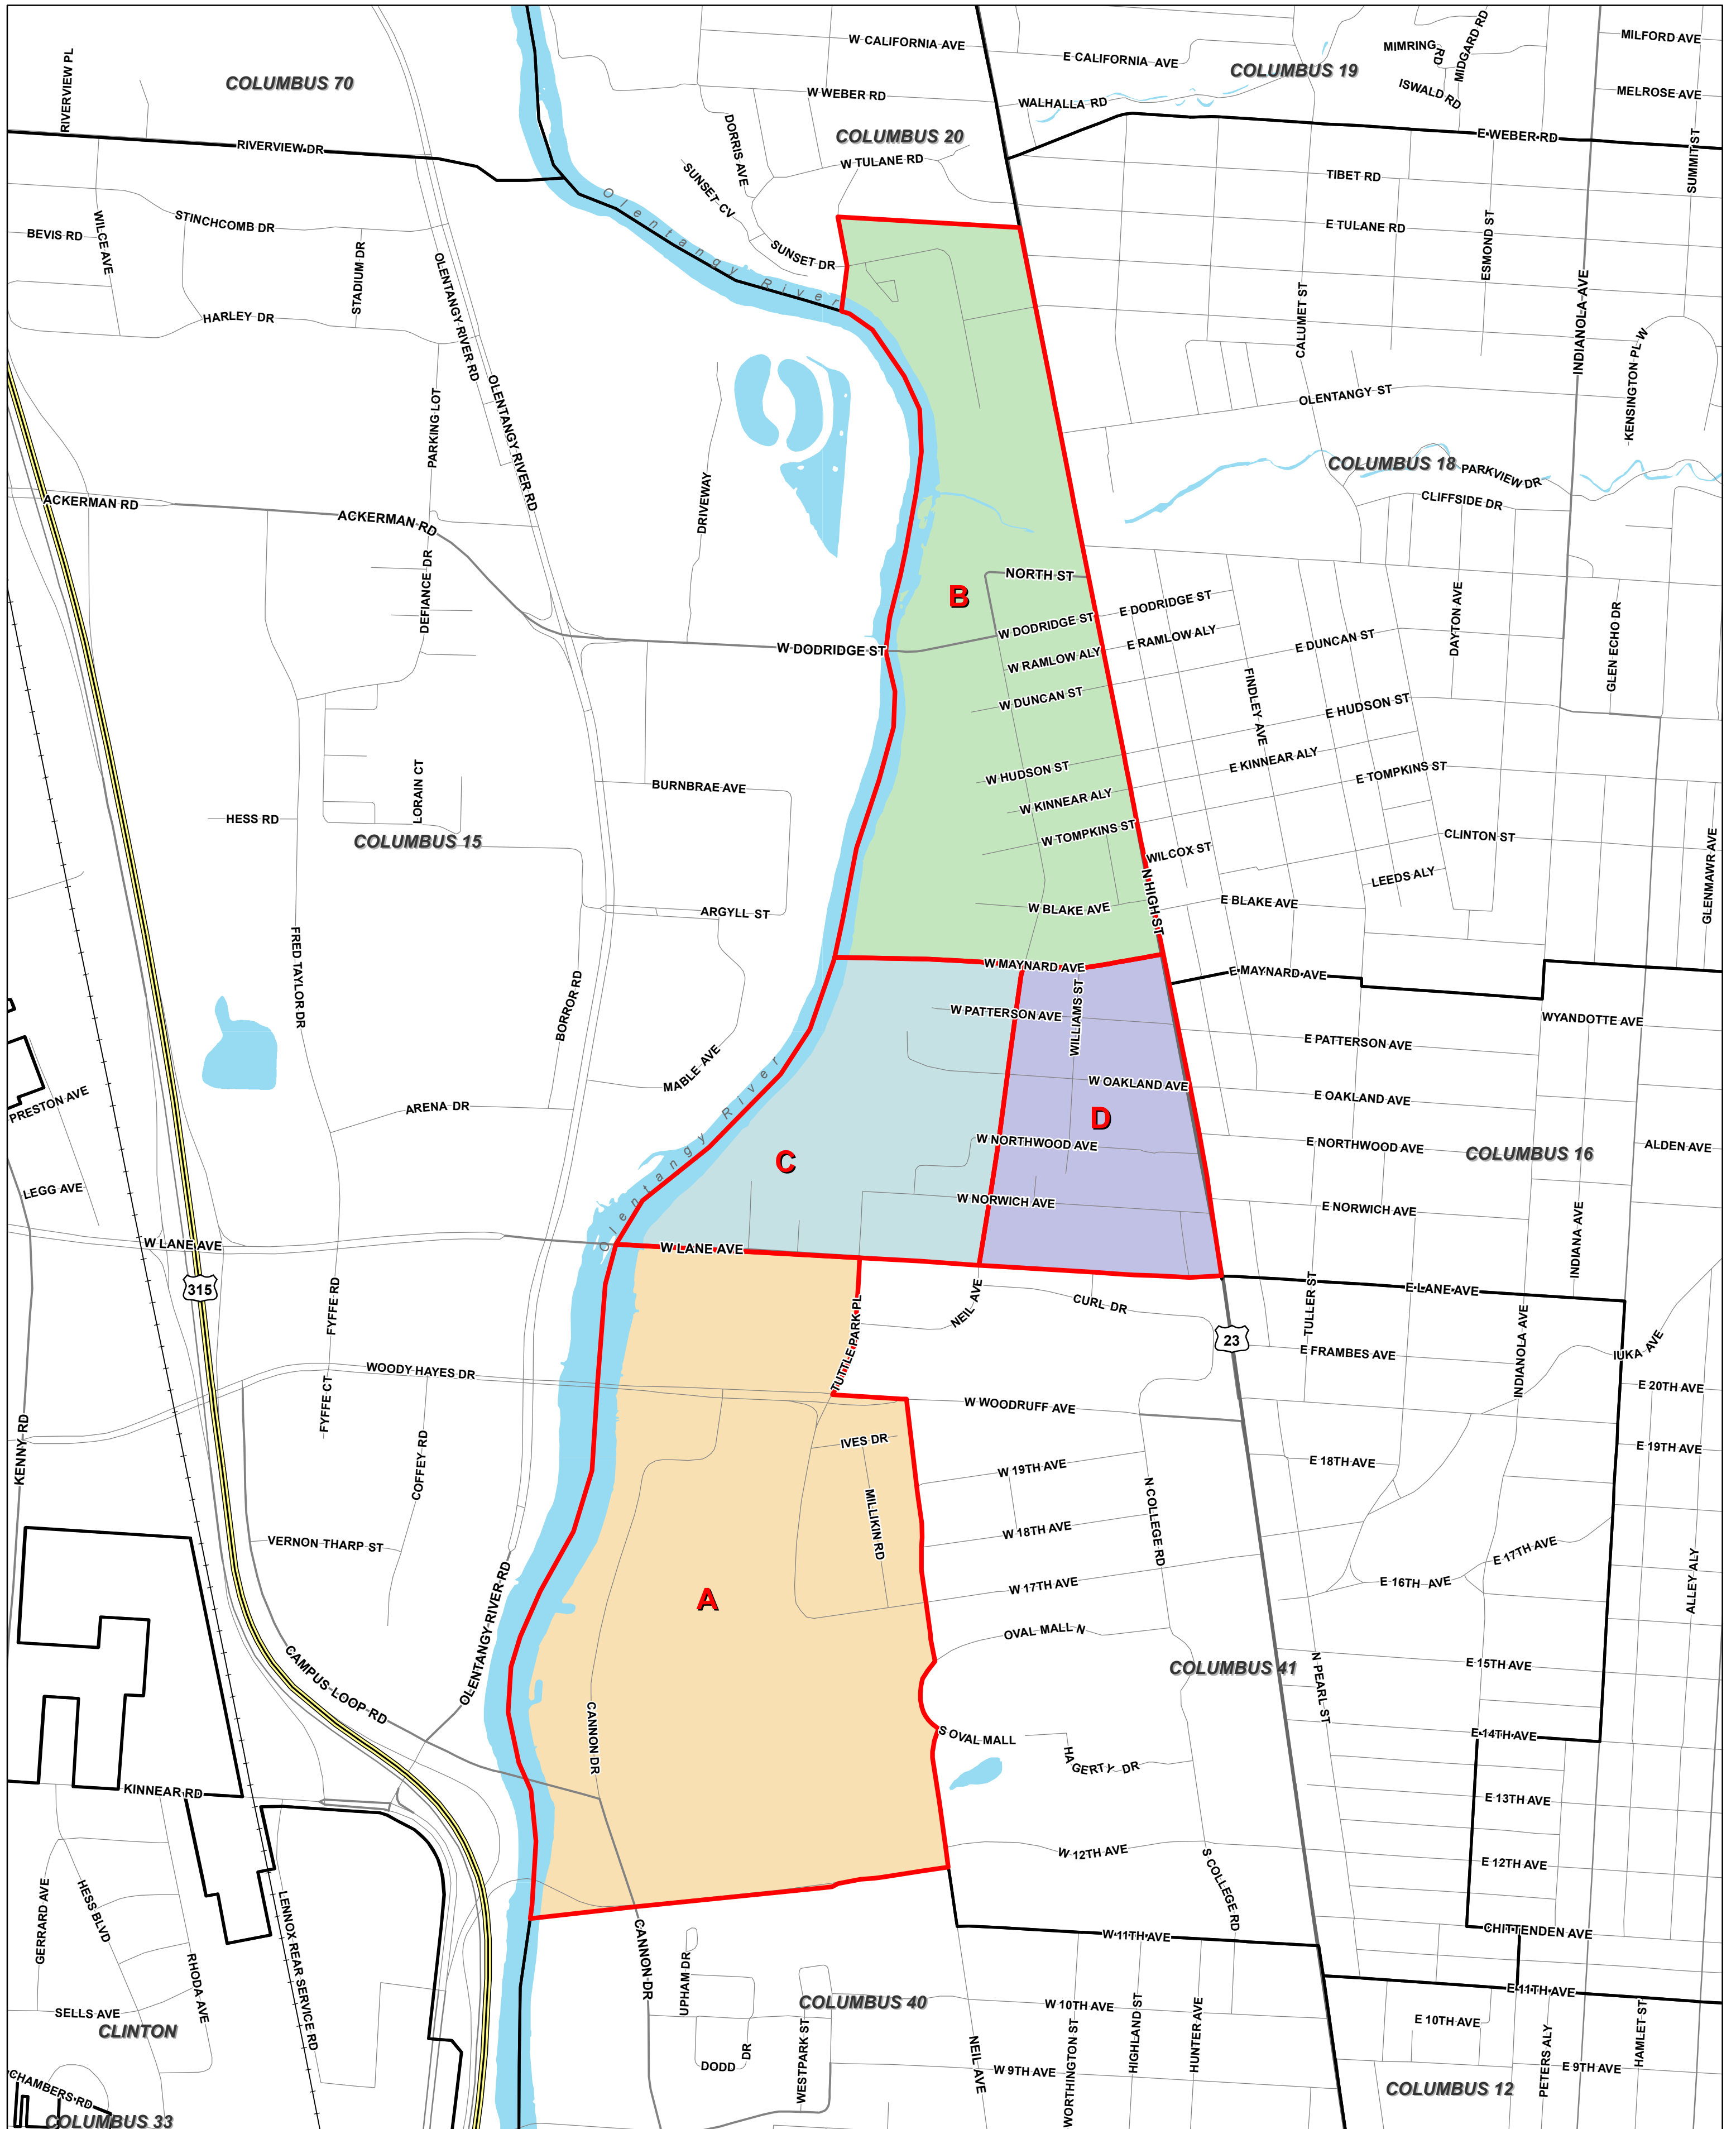 W CALIFORNIA AVE
E CALIFORNIA AVE
MIMRING RD
MIDGARD RD
MILFORD AVE
RIVERVIEW PL
COLUMBUS 70
COLUMBUS 19
W WEBER RD
WALHALLA RD
ISWALD RD
MELROSE AVE
RIVERVIEW DR
DORRIS AVE
COLUMBUS 20
E WEBER RD
SUMMIT ST
W TULANE RD
SUNSET CV
TIBET RD
Olentangy River
BEVIS RD
WILCE AVE
STINCHCOMB DR
STADIUM DR
OLENTANGY RIVER RD
SUNSET DR
E TULANE RD
ESMOND ST
HARLEY DR
CALUMET ST
INDIANOLA AVE
KENSINGTON PL W
PARKING LOT
OLENTANGY RIVER RD
OLENTANGY ST
COLUMBUS 18
PARKVIEW DR
CLIFFSIDE DR
ACKERMAN RD
ACKERMAN RD
DRIVEWAY
DEFIANCE DR
NORTH ST
B
E DODRIDGE ST
W DODRIDGE ST
W DODRIDGE ST
E RAMLOW ALY
W RAMLOW ALY
E DUNCAN ST
DAYTON AVE
GLEN ECHO DR
W DUNCAN ST
FINDLEY AVE
E HUDSON ST
W HUDSON ST
E KINNEAR ALY
W KINNEAR ALY
E TOMPKINS ST
LORAIN CT
BURNBRAE AVE
HESS RD
COLUMBUS 15
W TOMPKINS ST
WILCOX ST
CLINTON ST
LEEDS ALY
GLENMAWR AVE
N HIGH ST
ARGYLL ST
W BLAKE AVE
E BLAKE AVE
FRED TAYLOR DR
BORROR RD
W MAYNARD AVE
E MAYNARD AVE
W PATTERSON AVE
WILLIAMS ST
WYANDOTTE AVE
E PATTERSON AVE
MABLE AVE
Olentangy River
W OAKLAND AVE
E OAKLAND AVE
PRESTON AVE
ARENA DR
D
C
W NORTHWOOD AVE
E NORTHWOOD AVE
COLUMBUS 16
ALDEN AVE
LEGG AVE
W NORWICH AVE
E NORWICH AVE
INDIANA AVE
W LANE AVE
W LANE AVE
315
FYFFE RD
NEIL AVE
CURL DR
TULLER ST
E LANE AVE
TUTTLE PARK PL
23
E FRAMBES AVE
INDIANOLA AVE
IUKA AVE
WOODY HAYES DR
FYFFE CT
E 20TH AVE
KENNY RD
W WOODRUFF AVE
COFFEY RD
IVES DR
W 19TH AVE
E 18TH AVE
E 19TH AVE
MILLIKIN RD
N COLLEGE RD
VERNON THARP ST
W 18TH AVE
E 17TH AVE
W 17TH AVE
E 16TH AVE
ALLEY ALY
OLENTANGY RIVER RD
A
OVAL MALL N
CAMPUS LOOP RD
COLUMBUS 41
N PEARL ST
E 15TH AVE
CANNON DR
S OVAL MALL
E 14TH AVE
HAGERTY DR
KINNEAR RD
E 13TH AVE
W 12TH AVE
E 12TH AVE
GERRARD AVE
HESS BLVD
LENNOX REAR SERVICE RD
S COLLEGE RD
CHITTENDEN AVE
CANNON DR
W 11TH AVE
RHODA AVE
UPHAM DR
E 11TH AVE
COLUMBUS 40
W 10TH AVE
SELLS AVE
CLINTON
E 10TH AVE
HIGHLAND ST
HUNTER AVE
HAMLET ST
PETERS ALY
DODD DR
WESTPARK ST
NEIL AVE
WORTHINGTON ST
W 9TH AVE
E 9TH AVE
CHAMBERS RD
COLUMBUS 12
COLUMBUS 33